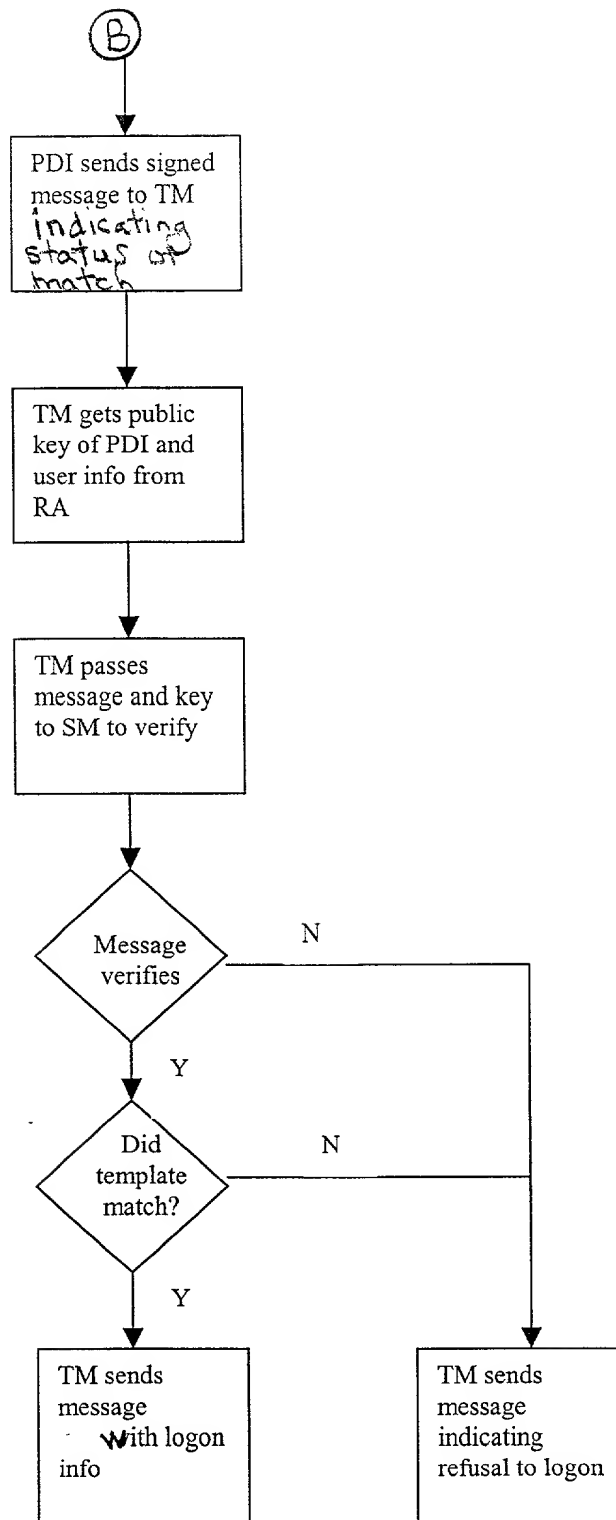 B
PDI sends signed
message to TM
indicating
status of
match
TM gets public
key of PDI and
user info from
RA
TM passes
message and key
to SM to verify
Message
verifies
N
Y
Did
template
match?
N
Y
TM sends
message
with logon
info
TM sends
message
indicating
refusal to logon